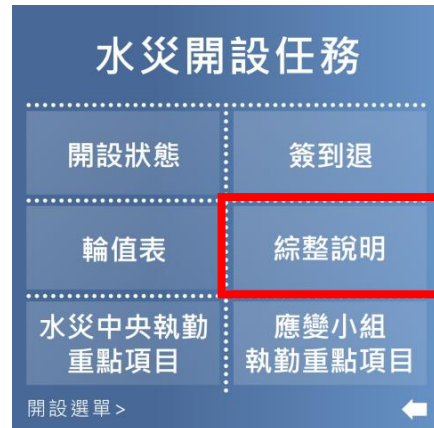 水災開設任務
開設狀態
簽到退
輪值表
綜整說明
水災中央執勤
重點項目
應變小組
執勤重點項目
開設選單>